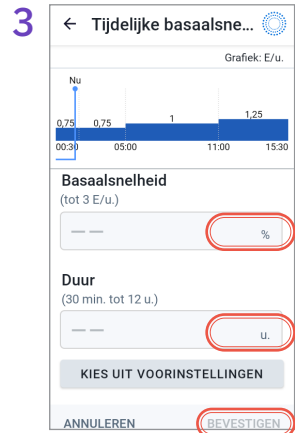 3
← Tijdelijke basaalsne...
Grafiek: E/u.
Nu
0,75 0,75 1 1,25
00:30 05:00 11:00 15:30
Basaalsnelheid
(tot 3 E/u.)
— — %
Duur
(30 min. tot 12 u.)
— — u.
KIES UIT VOORINSTELLINGEN
ANNULEREN BEVESTIGEN